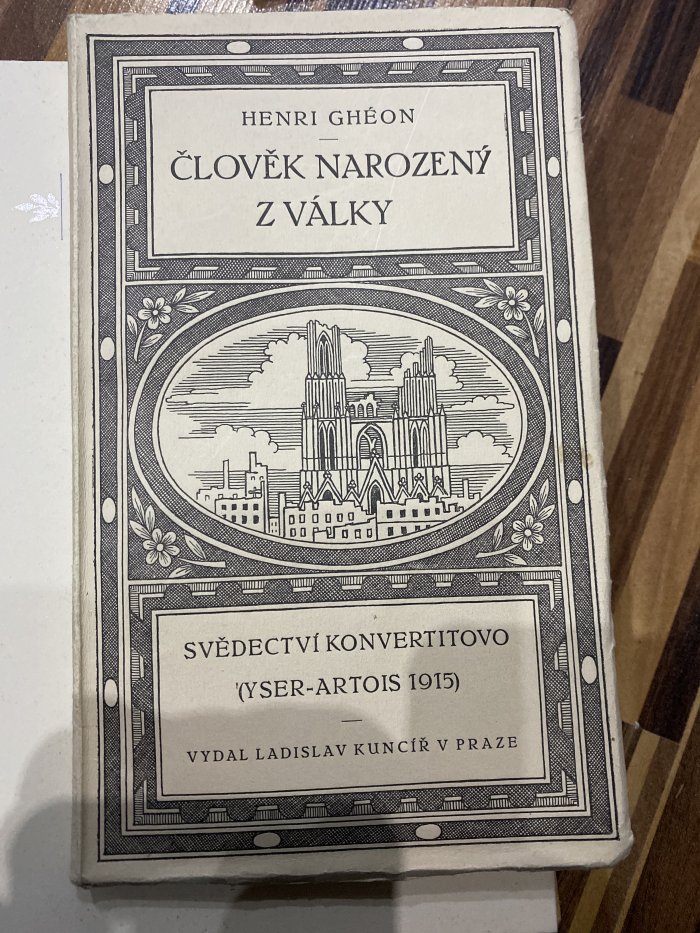 HENRI GHÉON
ČLOVĚK NAROZENÝ
Z VÁLKY
SVĚDECTVÍ KONVERTITOVO
(YSER-ARTOIS 1915)
VYDAL LADISLAV KUNCÍŘ V PRAZE